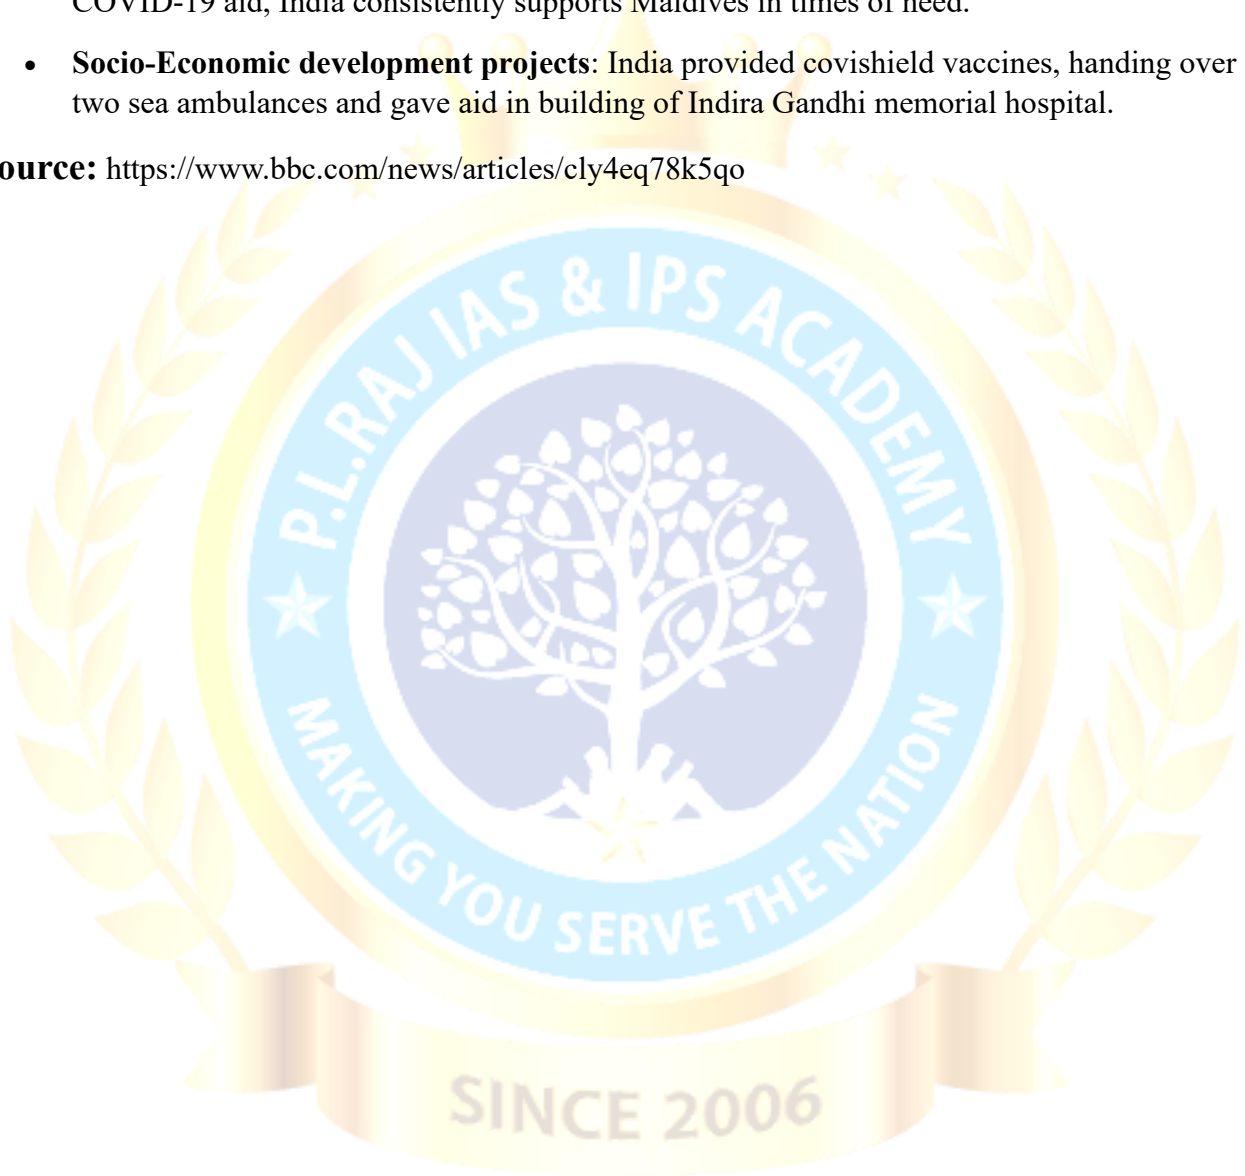 COVID-19 aid, India consistently supports Maldives in times of need.
• Socio-Economic development projects: India provided covishield vaccines, handing over
two sea ambulances and gave aid in building of Indira Gandhi memorial hospital.
ource: https://www.bbc.com/news/articles/cly4eq78k5qo
P.L.RAJ IAS & IPS ACADEMY
MAKING YOU SERVE THE NATION
SINCE 2006